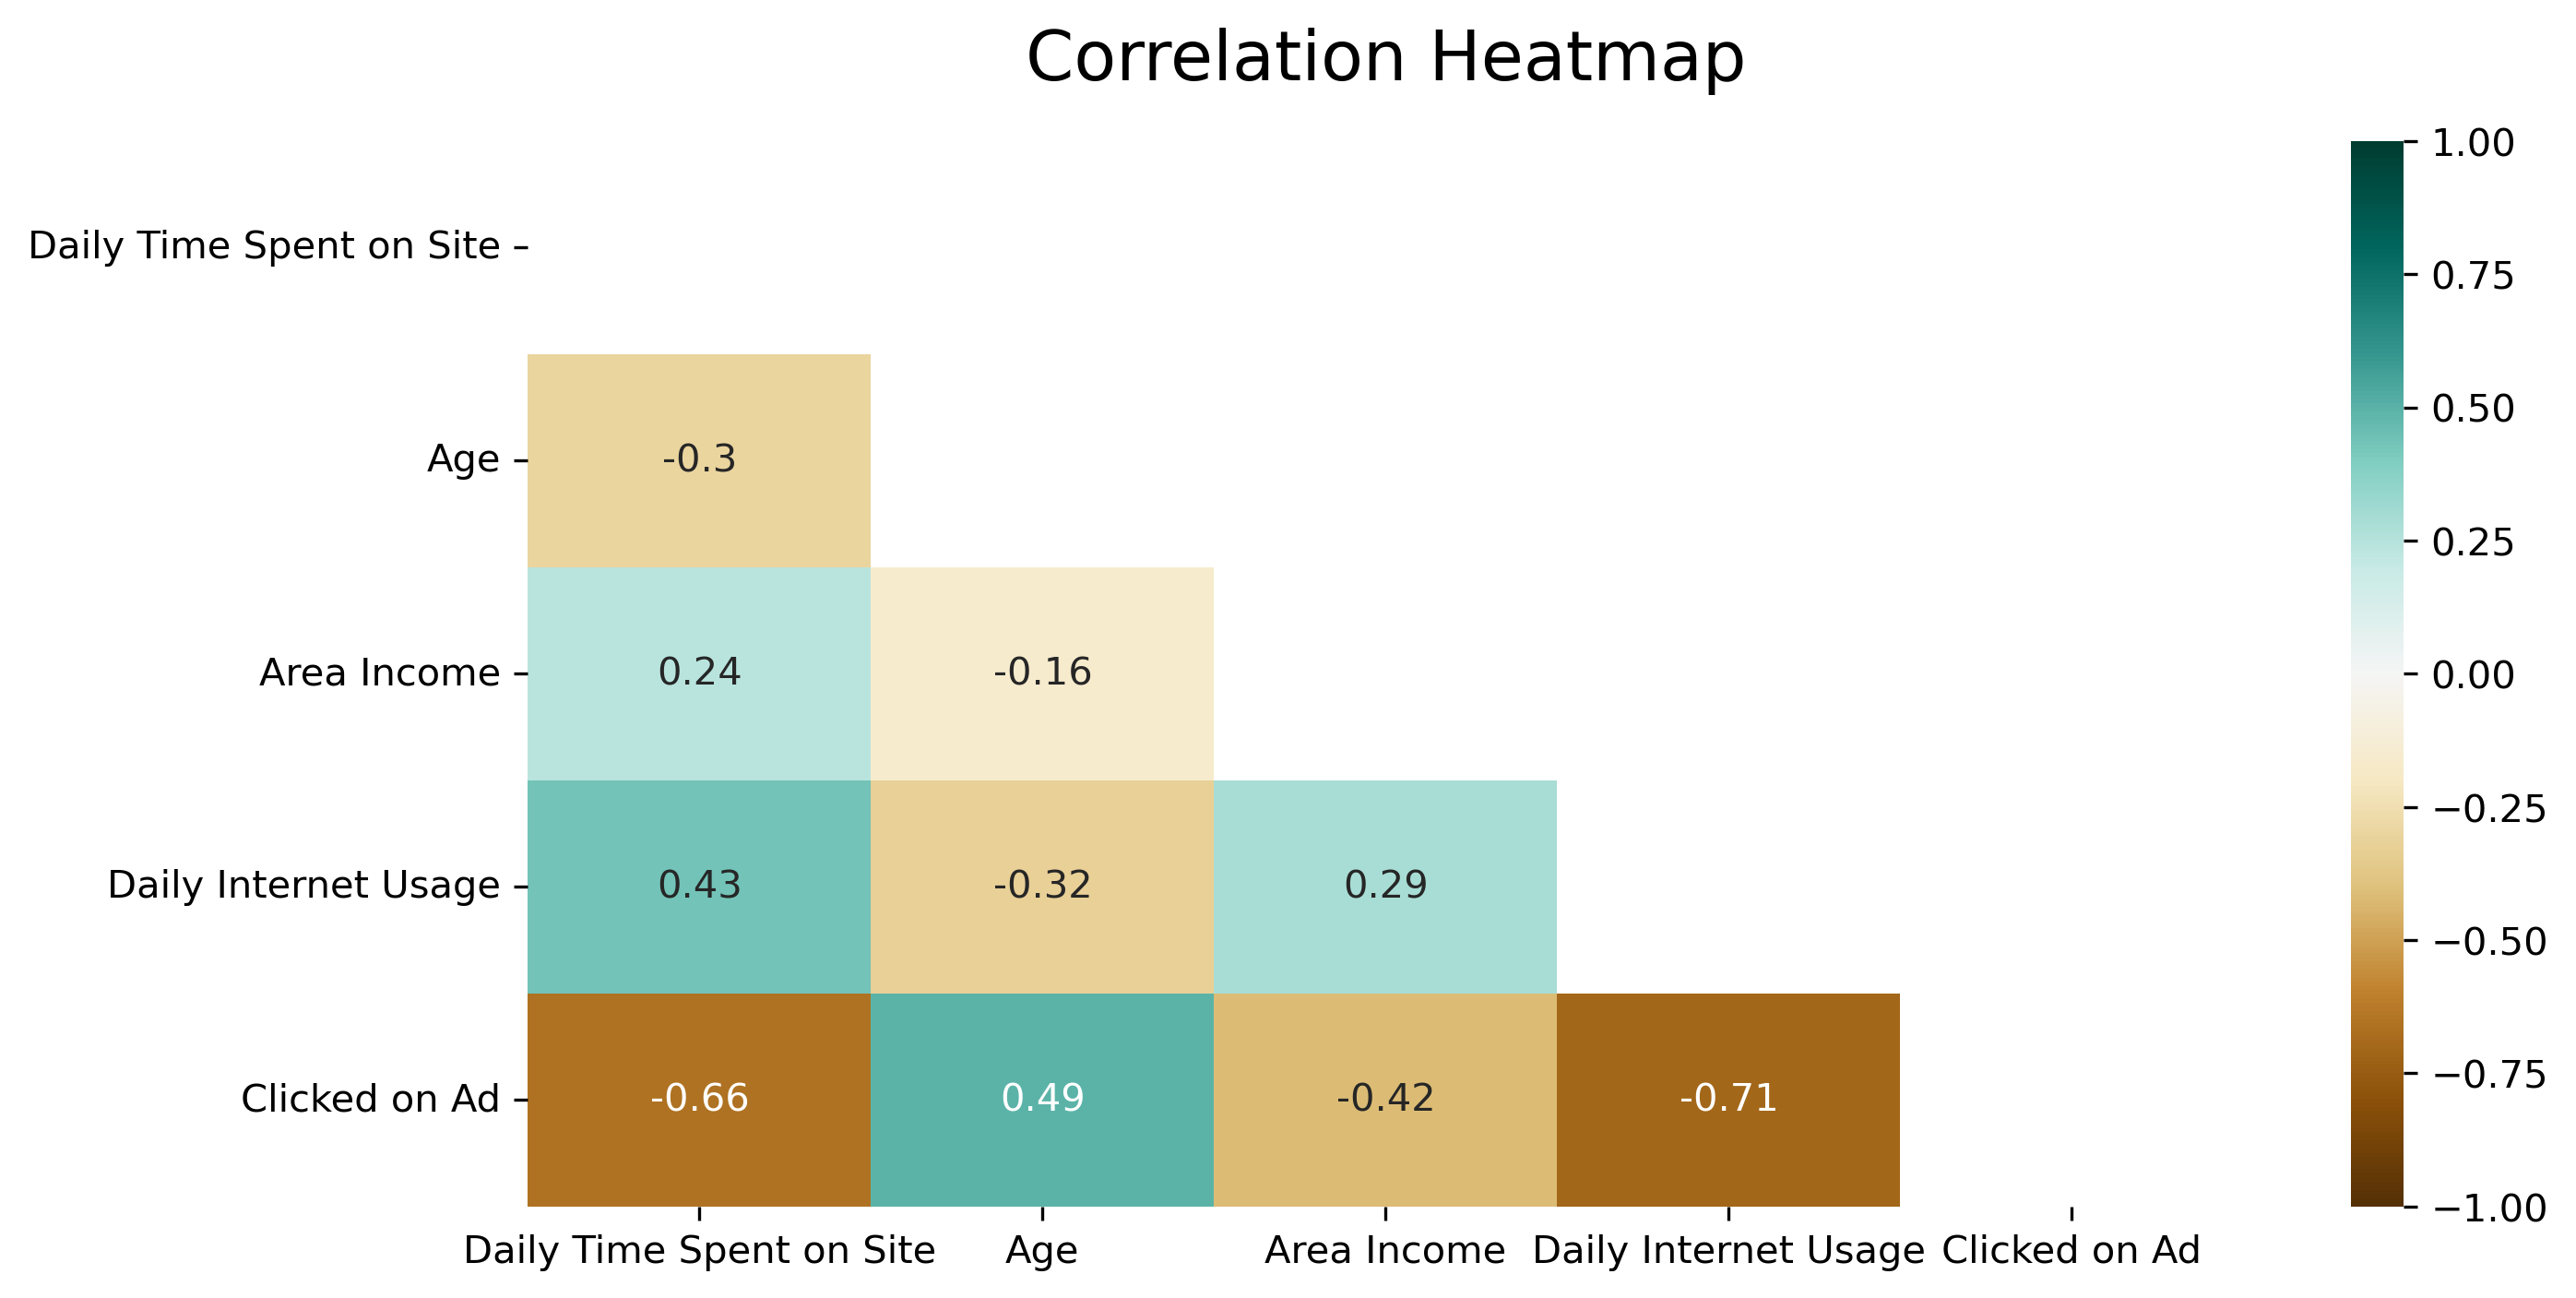 Correlation Heatmap
Daily Time Spent on Site
Age
-0.3
Area Income
0.24
-0.16
Daily Internet Usage
0.43
-0.32
0.29
Clicked on Ad
-0.66
0.49
-0.42
-0.71
Daily Time Spent on Site
Age
Area Income
Daily Internet Usage
Clicked on Ad
1.00
0.75
0.50
0.25
0.00
−0.25
−0.50
−0.75
−1.00